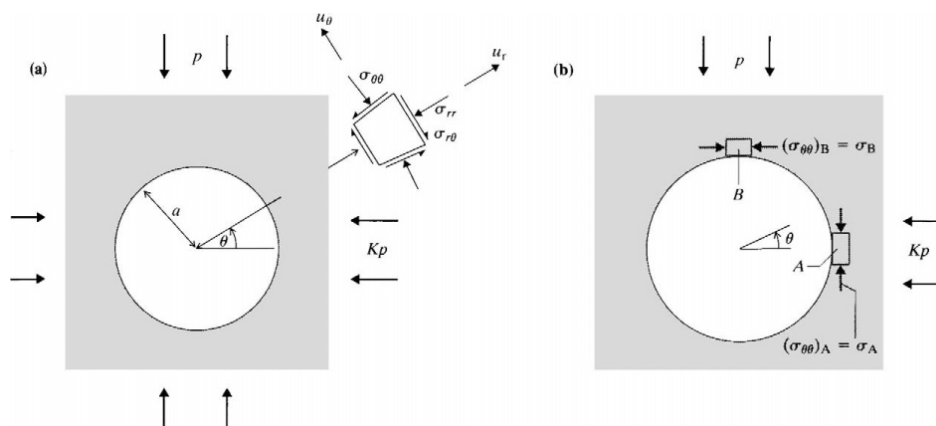 (a)
p
u_θ
u_r
σ_θθ
σ_rr
σ_rθ
a
θ
Kp
(b)
p
(σ_θθ)_B = σ_B
B
θ
A
Kp
(σ_θθ)_A = σ_A